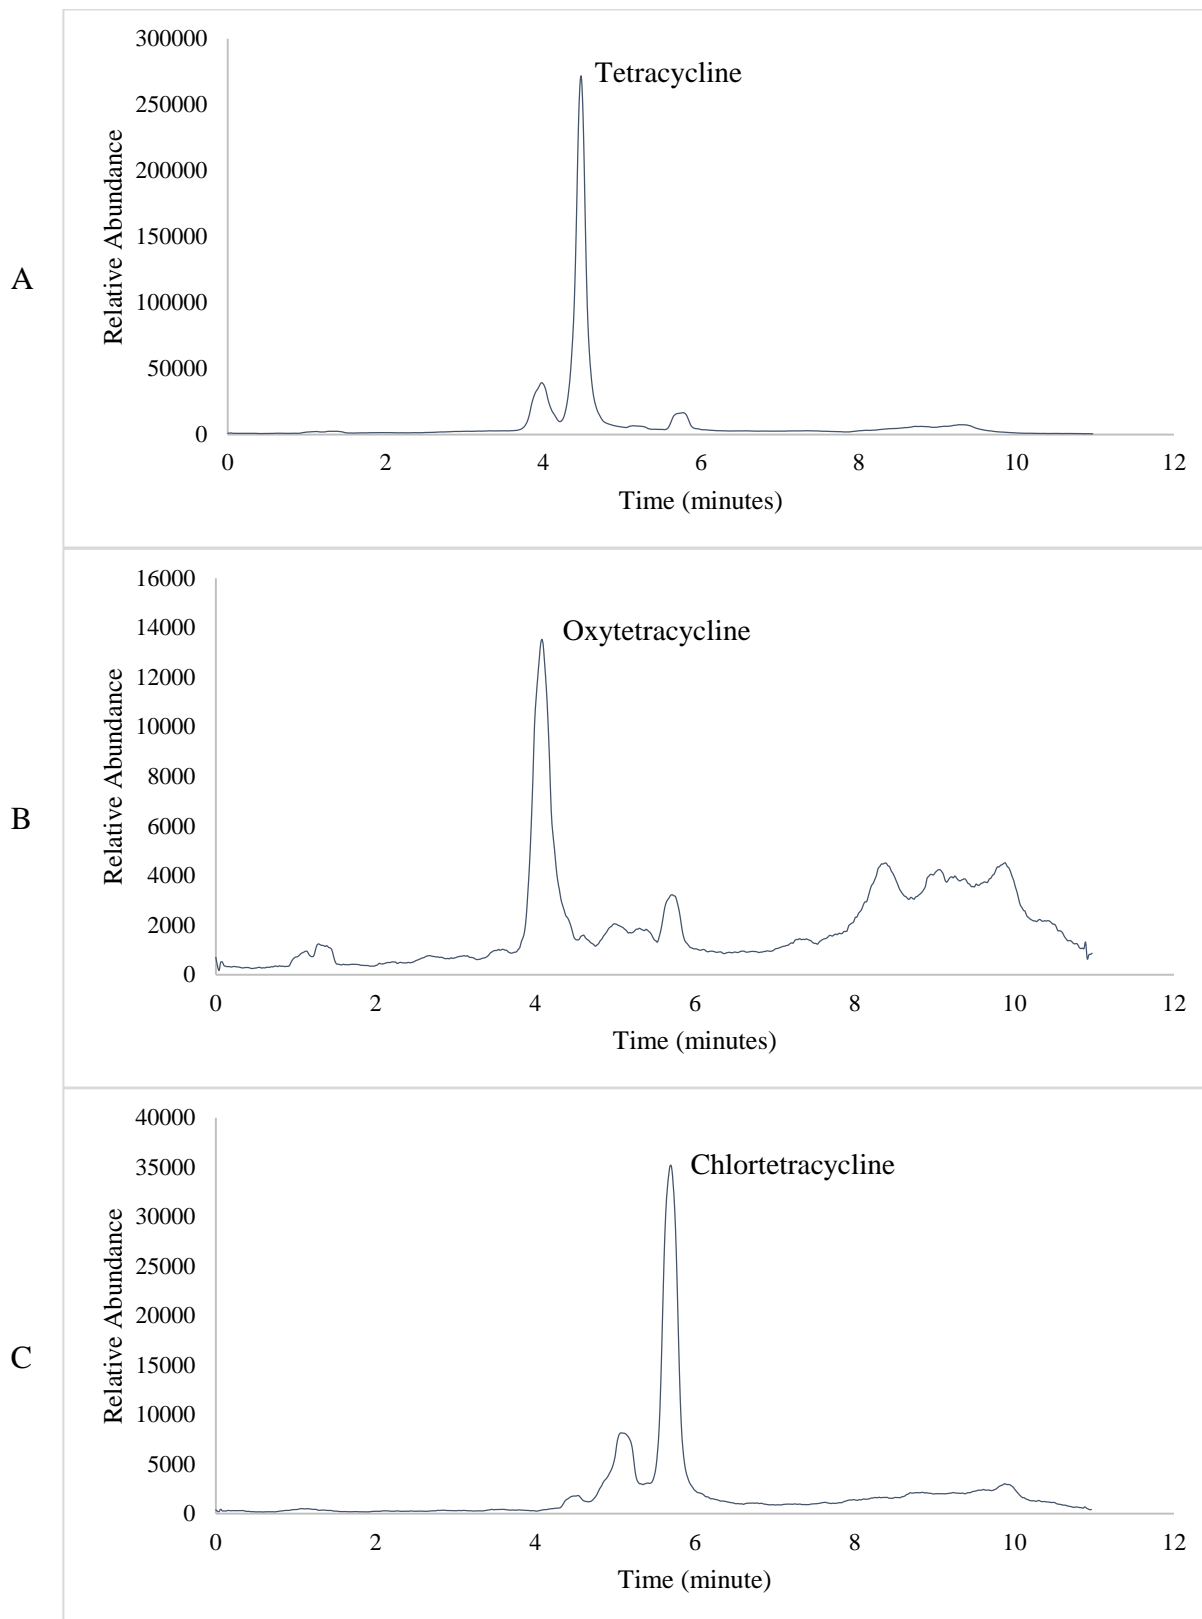 A
Relative Abundance
300000
250000
200000
150000
100000
50000
0
Tetracycline
0 2 4 6 8 10 12
Time (minutes)
B
Relative Abundance
16000
14000
12000
10000
8000
6000
4000
2000
0
Oxytetracycline
0 2 4 6 8 10 12
Time (minutes)
C
Relative Abundance
40000
35000
30000
25000
20000
15000
10000
5000
0
Chlortetracycline
0 2 4 6 8 10 12
Time (minute)